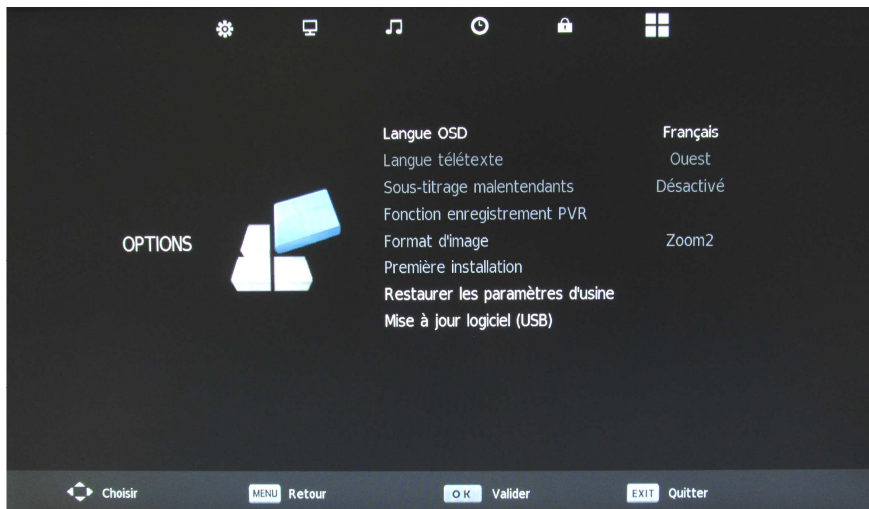 Langue OSD Français
Langue télétexte Ouest
Sous-titrage malentendants Désactivé
Fonction enregistrement PVR
OPTIONS Format d'image Zoom2
Première installation
Restaurer les paramètres d'usine
Mise à jour logiciel (USB)
Choisir MENU Retour OK Valider EXIT Quitter